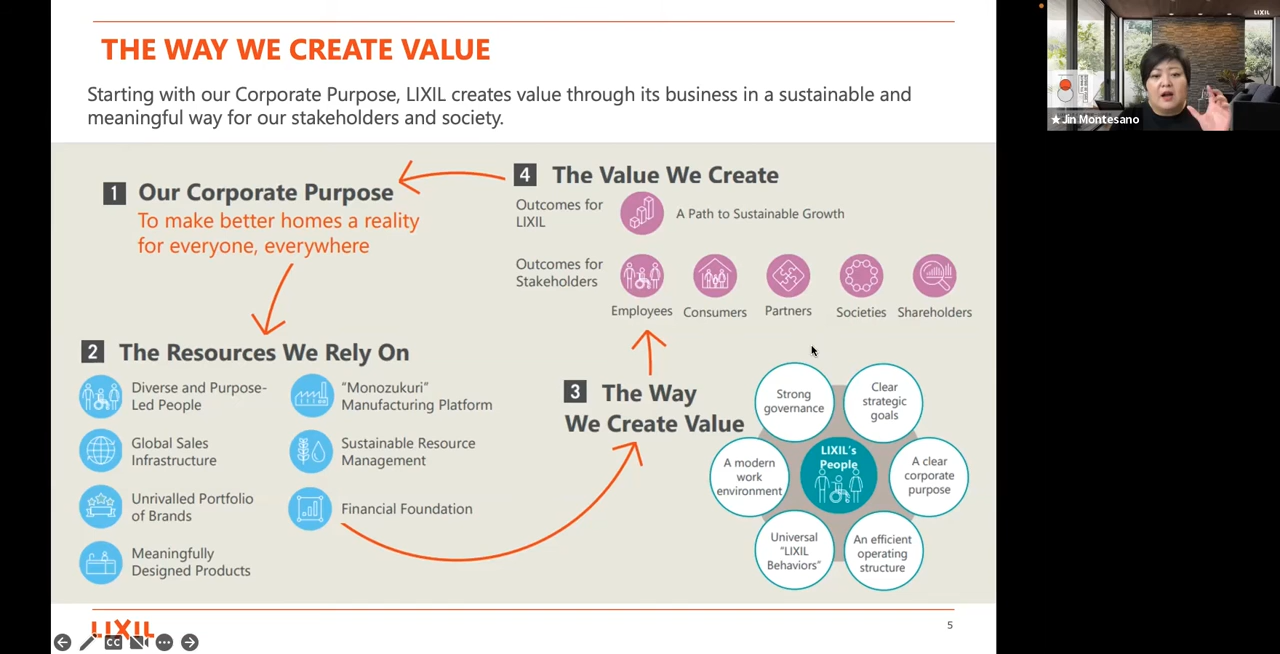 THE WAY WE CREATE VALUE
Starting with our Corporate Purpose, LIXIL creates value through its business in a sustainable and
meaningful way for our stakeholders and society.
1 Our Corporate Purpose
To make better homes a reality
for everyone, everywhere
2 The Resources We Rely On
Diverse and Purpose-
Led People
Global Sales
Infrastructure
Unrivalled Portfolio
of Brands
Meaningfully
Designed Products
“Monozukuri”
Manufacturing Platform
Sustainable Resource
Management
Financial Foundation
3 The Way
We Create Value
Strong
governance
Clear
strategic
goals
A modern
work
environment
LIXIL's
People
A clear
corporate
purpose
Universal
“LIXIL
Behaviors”
An efficient
operating
structure
4 The Value We Create
Outcomes for
LIXIL
A Path to Sustainable Growth
Outcomes for
Stakeholders
Employees
Consumers
Partners
Societies
Shareholders
LIXIL
CC
5
LIXIL
Jin Montesano